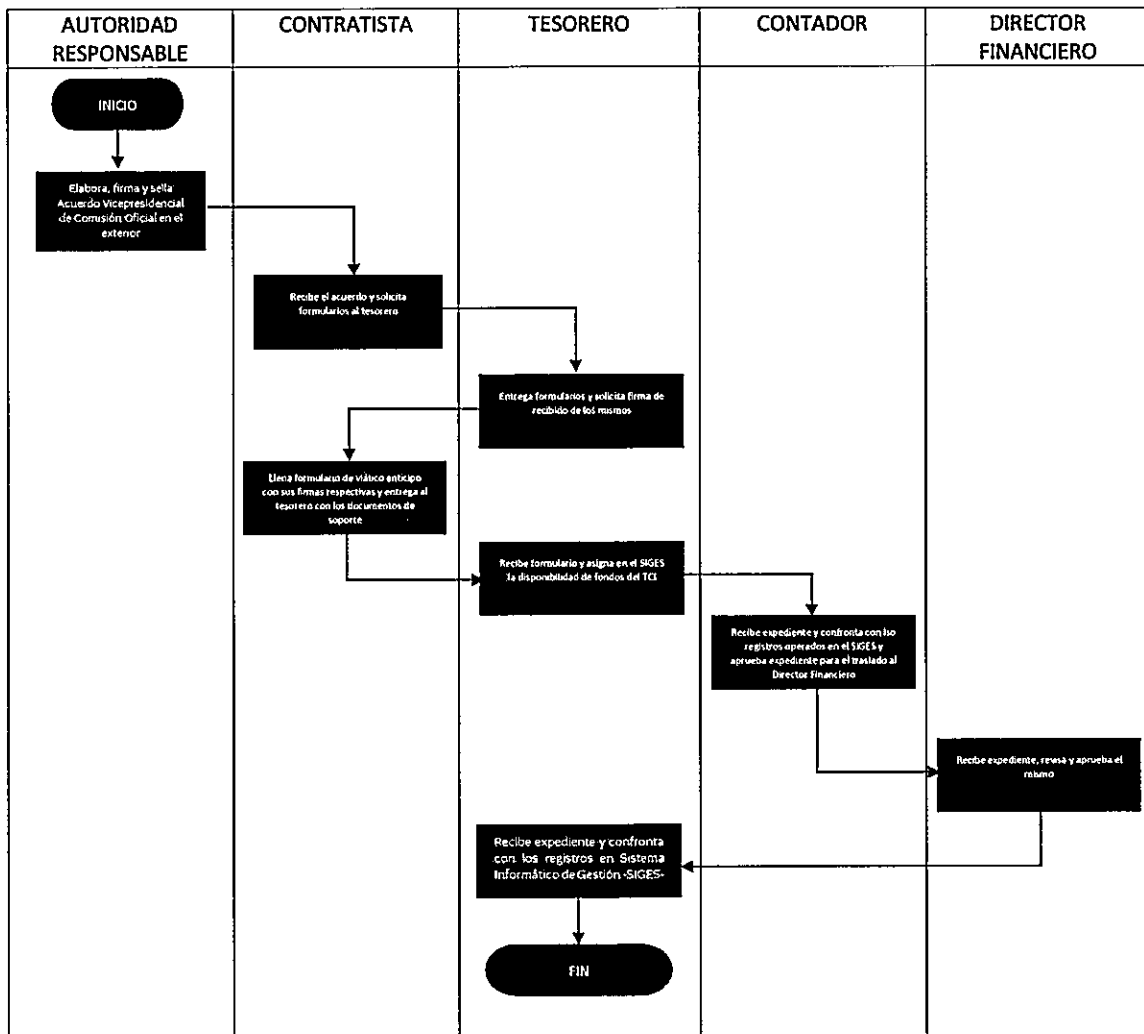 AUTORIDAD
RESPONSABLE
CONTRATISTA
TESORERO
CONTADOR
DIRECTOR
FINANCIERO
INICIO
Elabora, firma y sella
Acuerdo Vicepresidencial
de Comisión Oficial en el
exterior
Recibe el acuerdo y solicita
formularios al tesorero
Entrega formularios y solicita firma de
recibido de los mismos
Llena formulario de viático anticipo
con sus firmas respectivas y entrega al
tesorero con los documentos de
soporte
Recibe formulario y asigna en el SIGES
la disponibilidad de fondos del TCI
Recibe expediente y confronta con lso
registros operados en el SIGES y
aprueba expediente para el traslado al
Director Financiero
Recibe expediente, revisa y aprueba el
mismo
Recibe expediente y confronta
con los registros en Sistema
Informático de Gestión -SIGES-
FIN